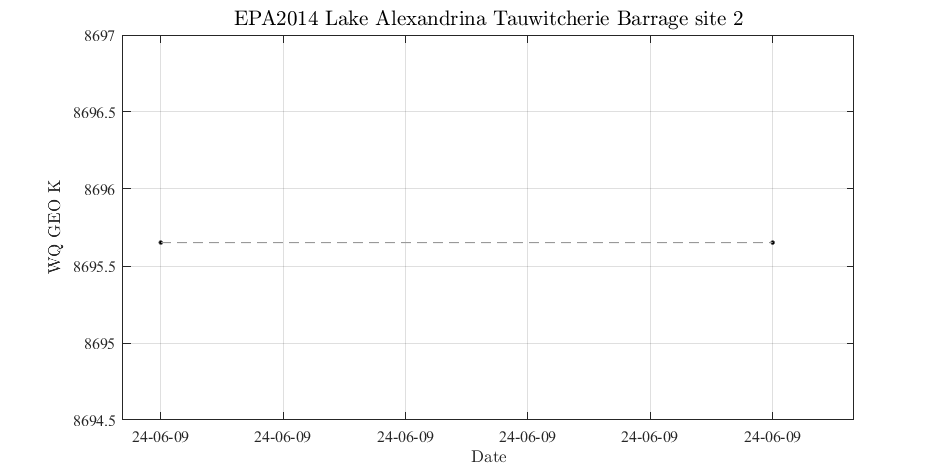 EPA2014 Lake Alexandrina Tauwitcherie Barrage site 2
8697
8696.5
8696
8695.5
8695
8694.5
WQ GEO K
24-06-09 24-06-09 24-06-09 24-06-09 24-06-09 24-06-09
Date